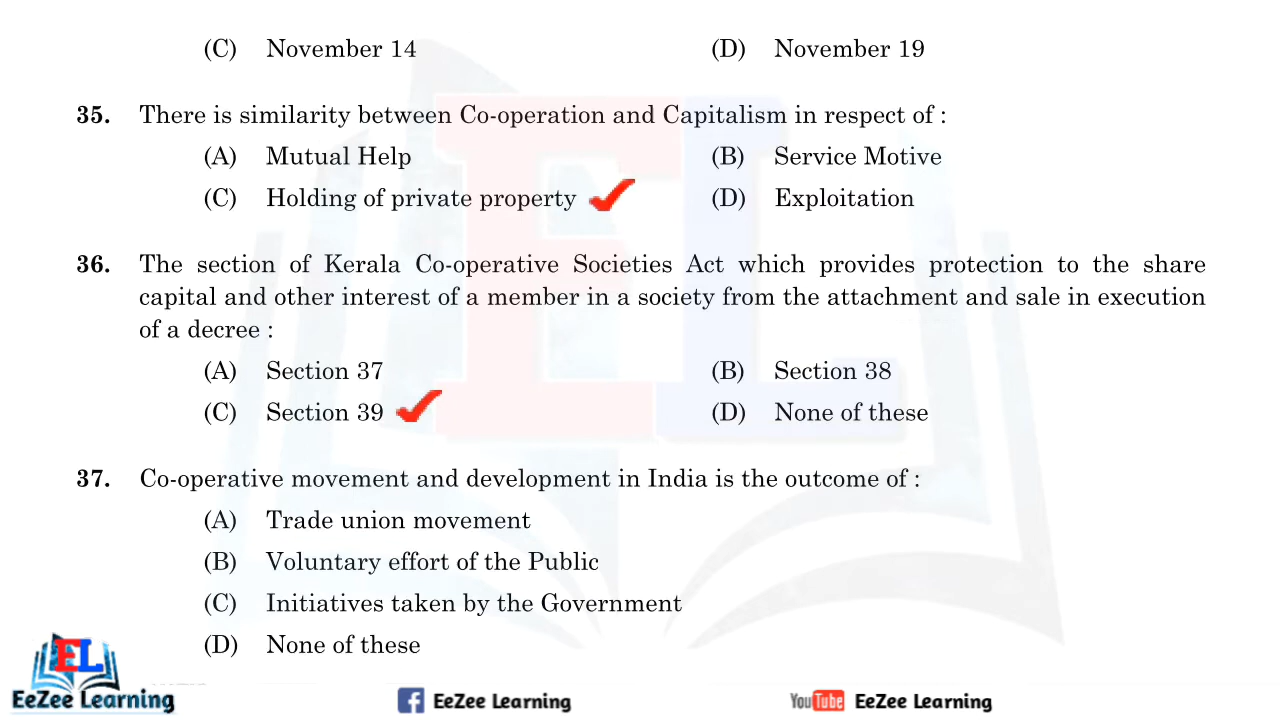 (C) November 14 (D) November 19
35. There is similarity between Co-operation and Capitalism in respect of :
(A) Mutual Help (B) Service Motive
(C) Holding of private property (D) Exploitation
36. The section of Kerala Co-operative Societies Act which provides protection to the share
capital and other interest of a member in a society from the attachment and sale in execution
of a decree :
(A) Section 37 (B) Section 38
(C) Section 39 (D) None of these
37. Co-operative movement and development in India is the outcome of :
(A) Trade union movement
(B) Voluntary effort of the Public
(C) Initiatives taken by the Government
(D) None of these
EL
EeZee Learning
f EeZee Learning
YouTube EeZee Learning